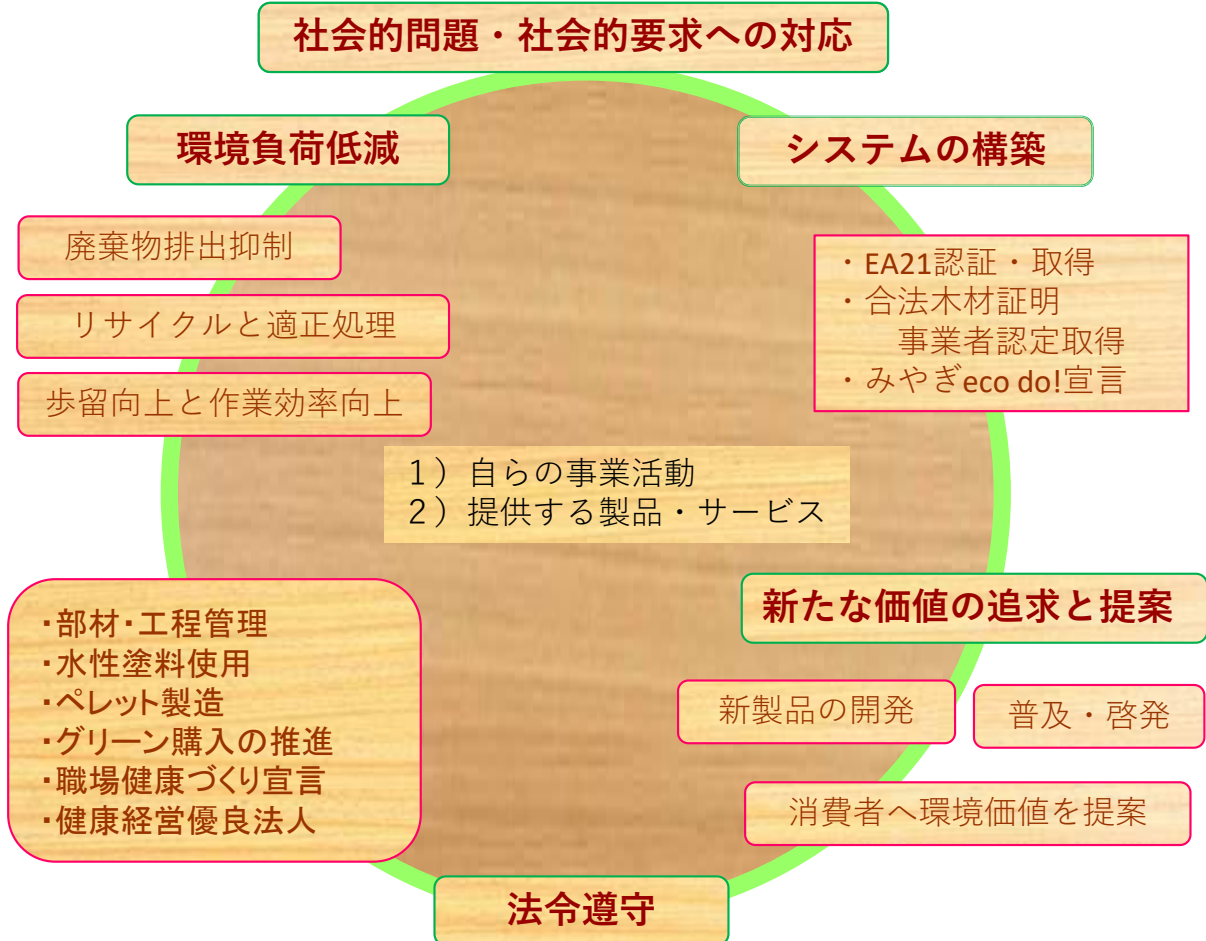 社会的問題・社会的要求への対応
環境負荷低減
廃棄物排出抑制
リサイクルと適正処理
歩留向上と作業効率向上
システムの構築
・EA21認証・取得
・合法木材証明
事業者認定取得
・みやぎeco do!宣言
１）自らの事業活動
２）提供する製品・サービス
・部材・工程管理
・水性塗料使用
・ペレット製造
・グリーン購入の推進
・職場健康づくり宣言
・健康経営優良法人
新たな価値の追求と提案
新製品の開発
普及・啓発
消費者へ環境価値を提案
法令遵守